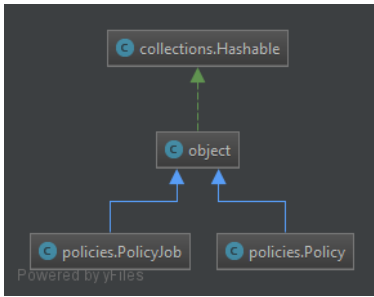 collections.Hashable
object
policies.PolicyJob
policies.Policy
Powered by yFiles